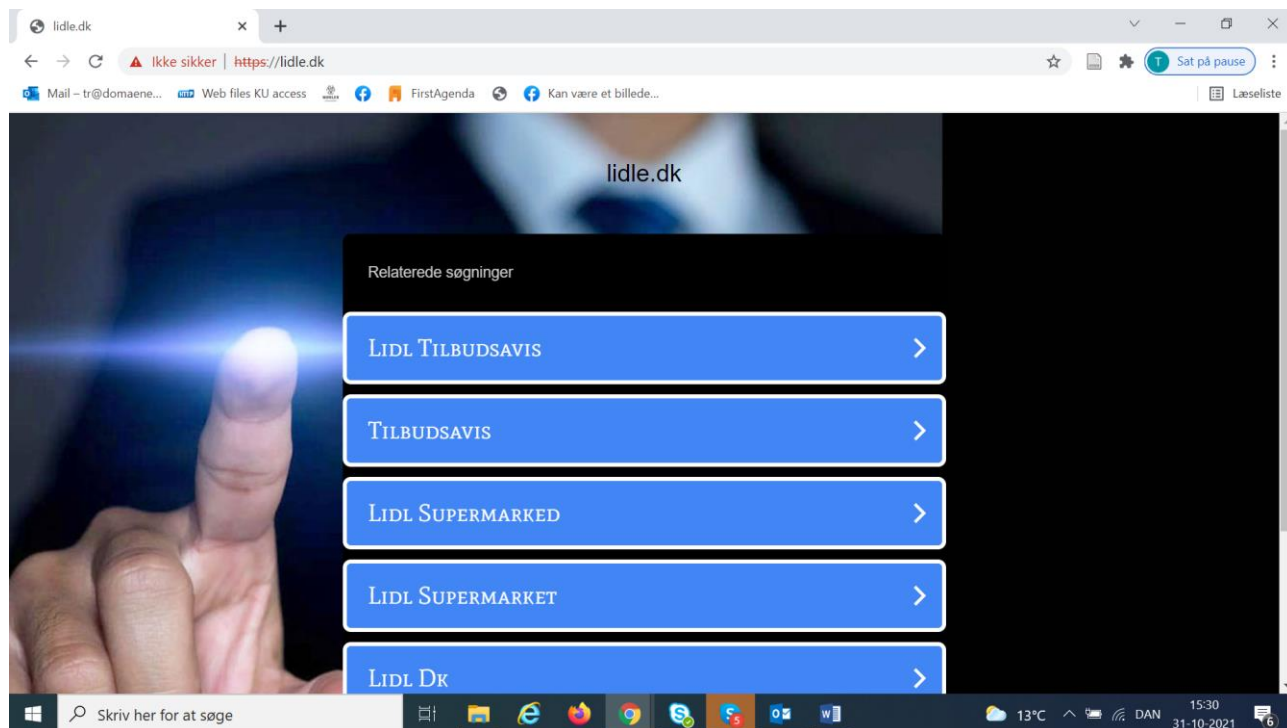 lidle.dk
Ikke sikker | https://lidle.dk
T Sat på pause
Mail – tr@domaene... Web files KU access FirstAgenda Kan være et billede... Læseliste
lidle.dk
Relaterede søgninger
LIDL TILBUDSAVIS
TILBUDSAVIS
LIDL SUPERMARKED
LIDL SUPERMARKET
LIDL DK
Skriv her for at søge
13°C
DAN
15:30
31-10-2021